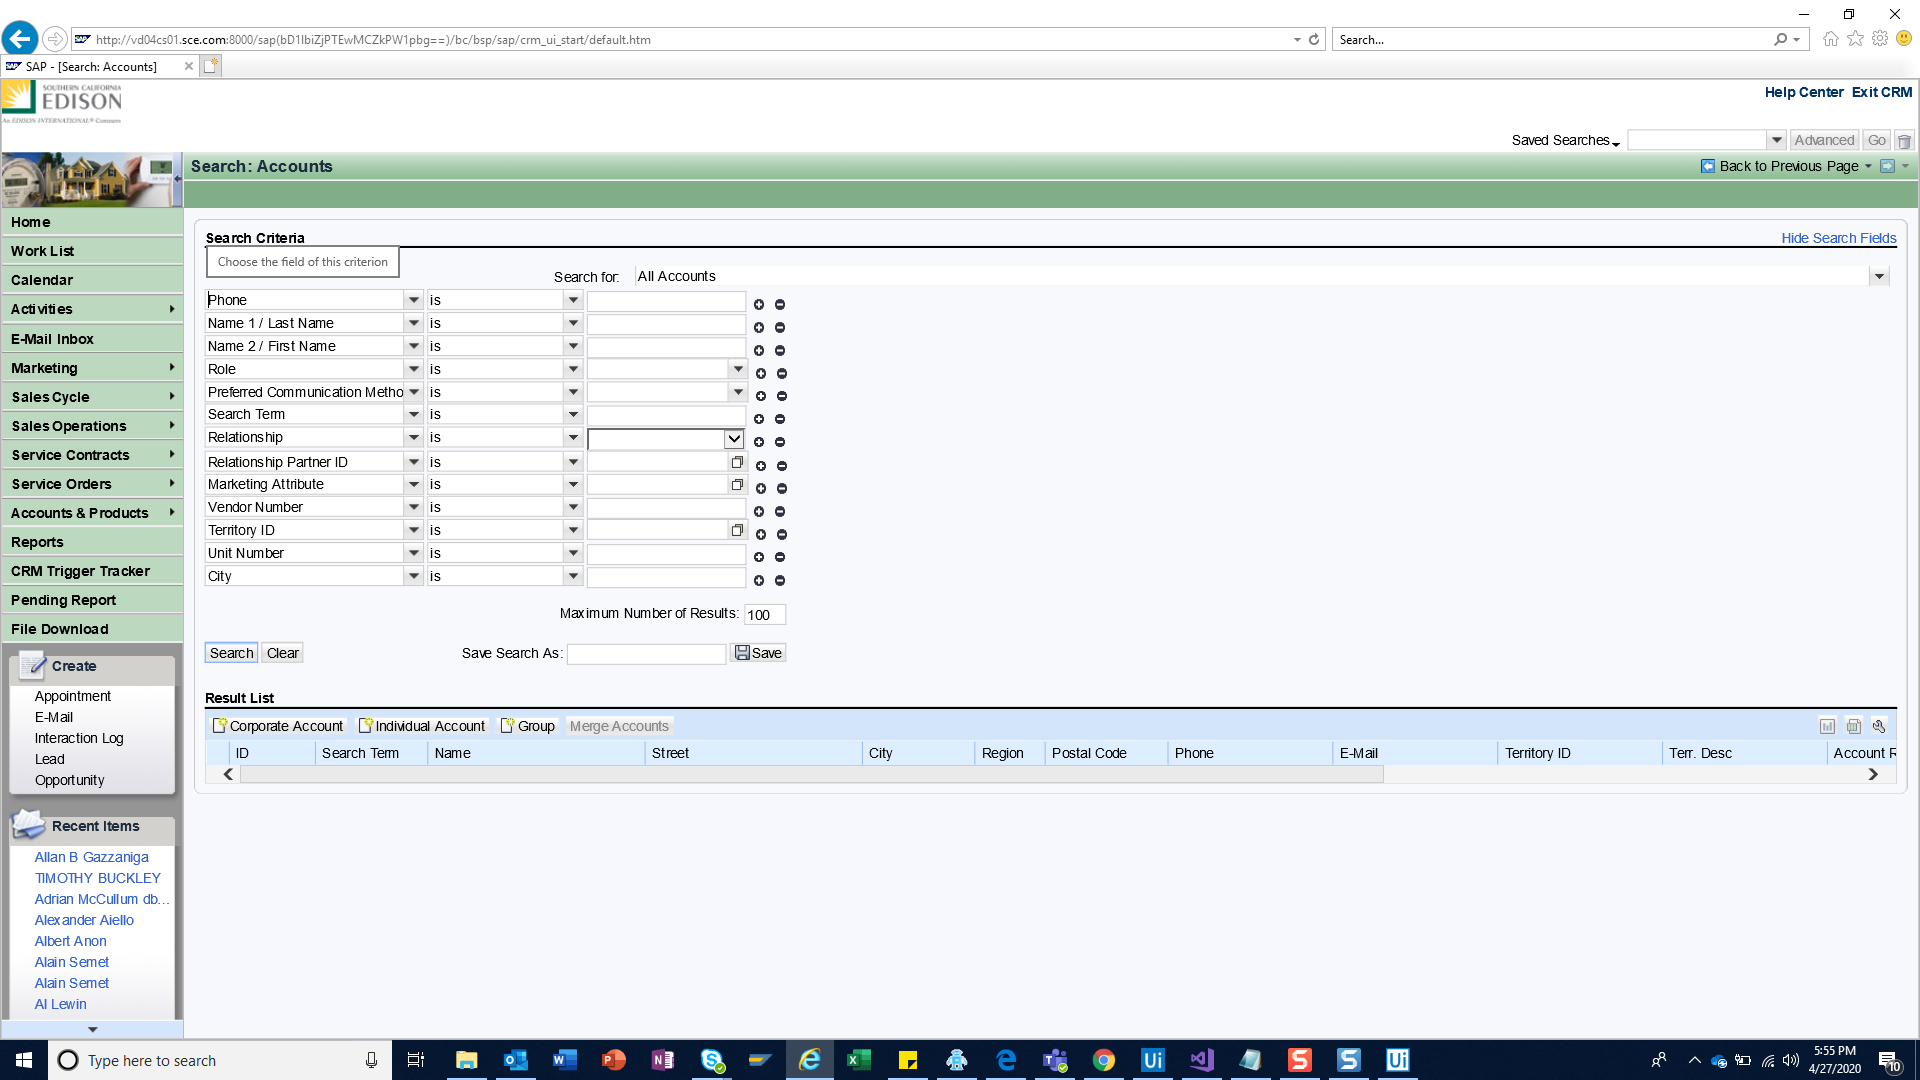 http://vd04cs01.sce.com:8000/sap(bD1lbiZjPTEwMCZkPW1pbg==)/bc/bsp/sap/crm_ui_start/default.htm
Search...
SAP - [Search: Accounts]
SOUTHERN CALIFORNIA
EDISON
An EDISON INTERNATIONAL® Company
Help Center Exit CRM
Saved Searches
Advanced Go
Search: Accounts
Back to Previous Page
Home
Work List
Calendar
Activities
E-Mail Inbox
Marketing
Sales Cycle
Sales Operations
Service Contracts
Service Orders
Accounts & Products
Reports
CRM Trigger Tracker
Pending Report
File Download
Create
Appointment
E-Mail
Interaction Log
Lead
Opportunity
Recent Items
Allan B Gazzaniga
TIMOTHY BUCKLEY
Adrian McCullum db...
Alexander Aiello
Albert Anon
Alain Semet
Alain Semet
Al Lewin
Search Criteria
Hide Search Fields
Choose the field of this criterion
Search for: All Accounts
Phone is
Name 1 / Last Name is
Name 2 / First Name is
Role is
Preferred Communication Metho is
Search Term is
Relationship is
Relationship Partner ID is
Marketing Attribute is
Vendor Number is
Territory ID is
Unit Number is
City is
Maximum Number of Results: 100
Search Clear Save Search As: Save
Result List
Corporate Account Individual Account Group Merge Accounts
ID Search Term Name Street City Region Postal Code Phone E-Mail Territory ID Terr. Desc Account R
Type here to search
5:55 PM
4/27/2020
10